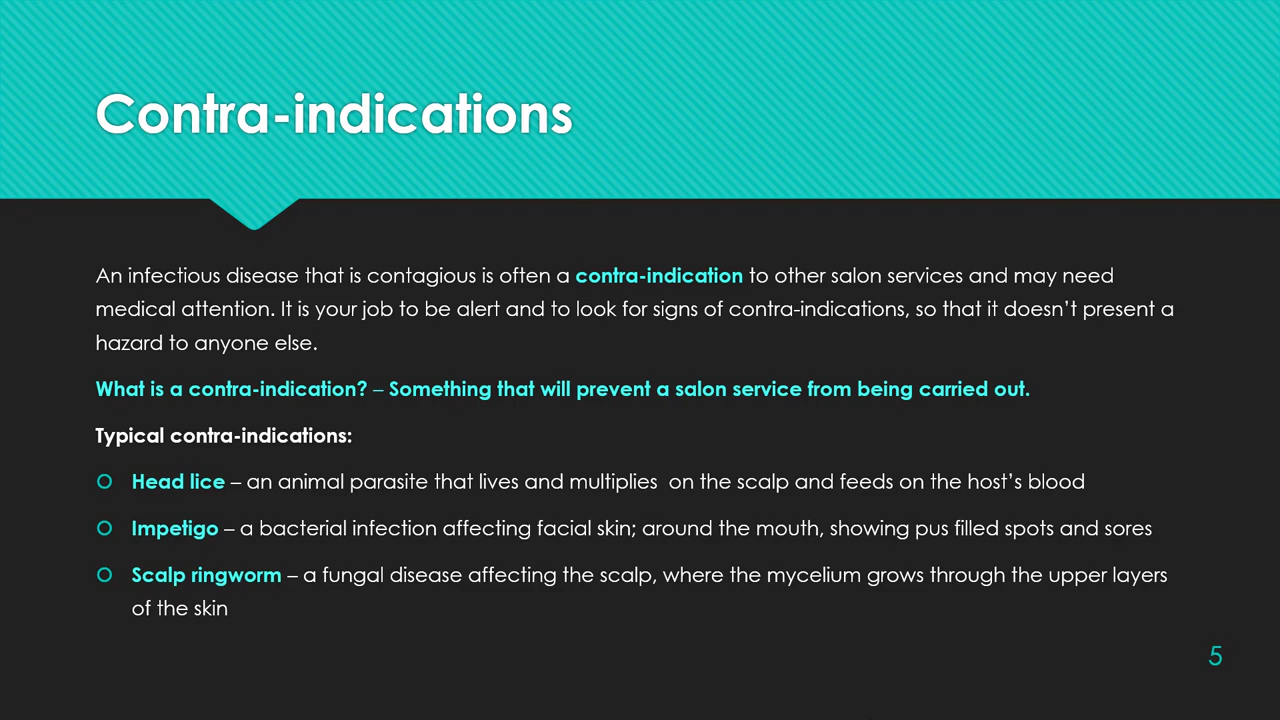 Contra-indications
An infectious disease that is contagious is often a contra-indication to other salon services and may need
medical attention. It is your job to be alert and to look for signs of contra-indications, so that it doesn’t present a
hazard to anyone else.
What is a contra-indication? – Something that will prevent a salon service from being carried out.
Typical contra-indications:
Head lice – an animal parasite that lives and multiplies  on the scalp and feeds on the host’s blood
Impetigo – a bacterial infection affecting facial skin; around the mouth, showing pus filled spots and sores
Scalp ringworm – a fungal disease affecting the scalp, where the mycelium grows through the upper layers
of the skin
5